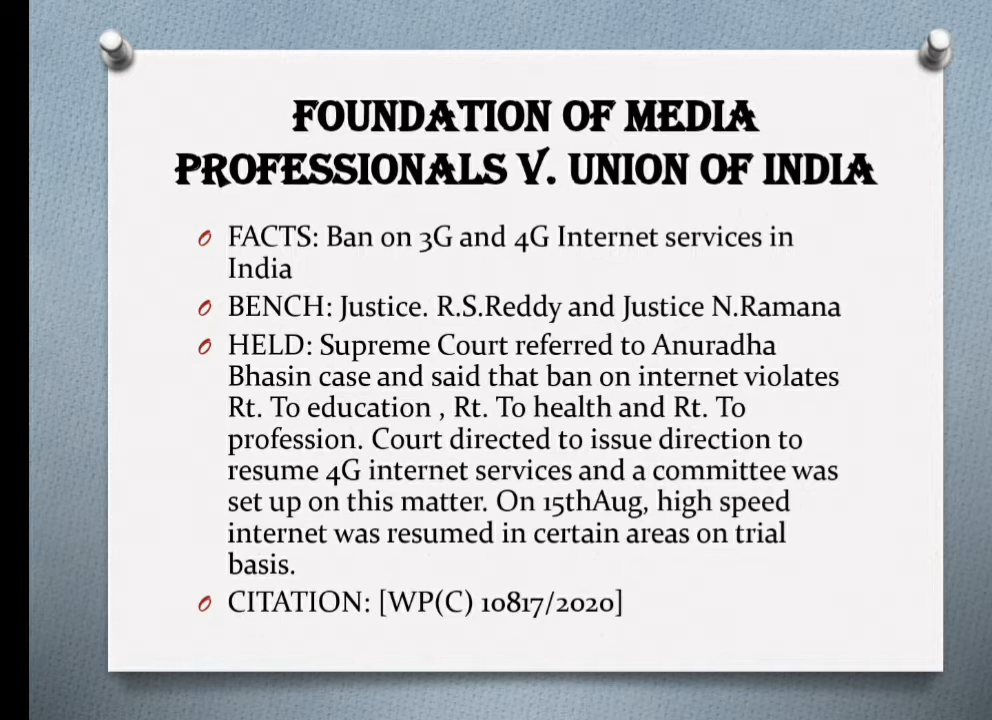 FOUNDATION OF MEDIA
PROFESSIONALS V. UNION OF INDIA
FACTS: Ban on 3G and 4G Internet services in
India
BENCH: Justice. R.S.Reddy and Justice N.Ramana
HELD: Supreme Court referred to Anuradha
Bhasin case and said that ban on internet violates
Rt. To education , Rt. To health and Rt. To
profession. Court directed to issue direction to
resume 4G internet services and a committee was
set up on this matter. On 15thAug, high speed
internet was resumed in certain areas on trial
basis.
CITATION: [WP(C) 10817/2020]